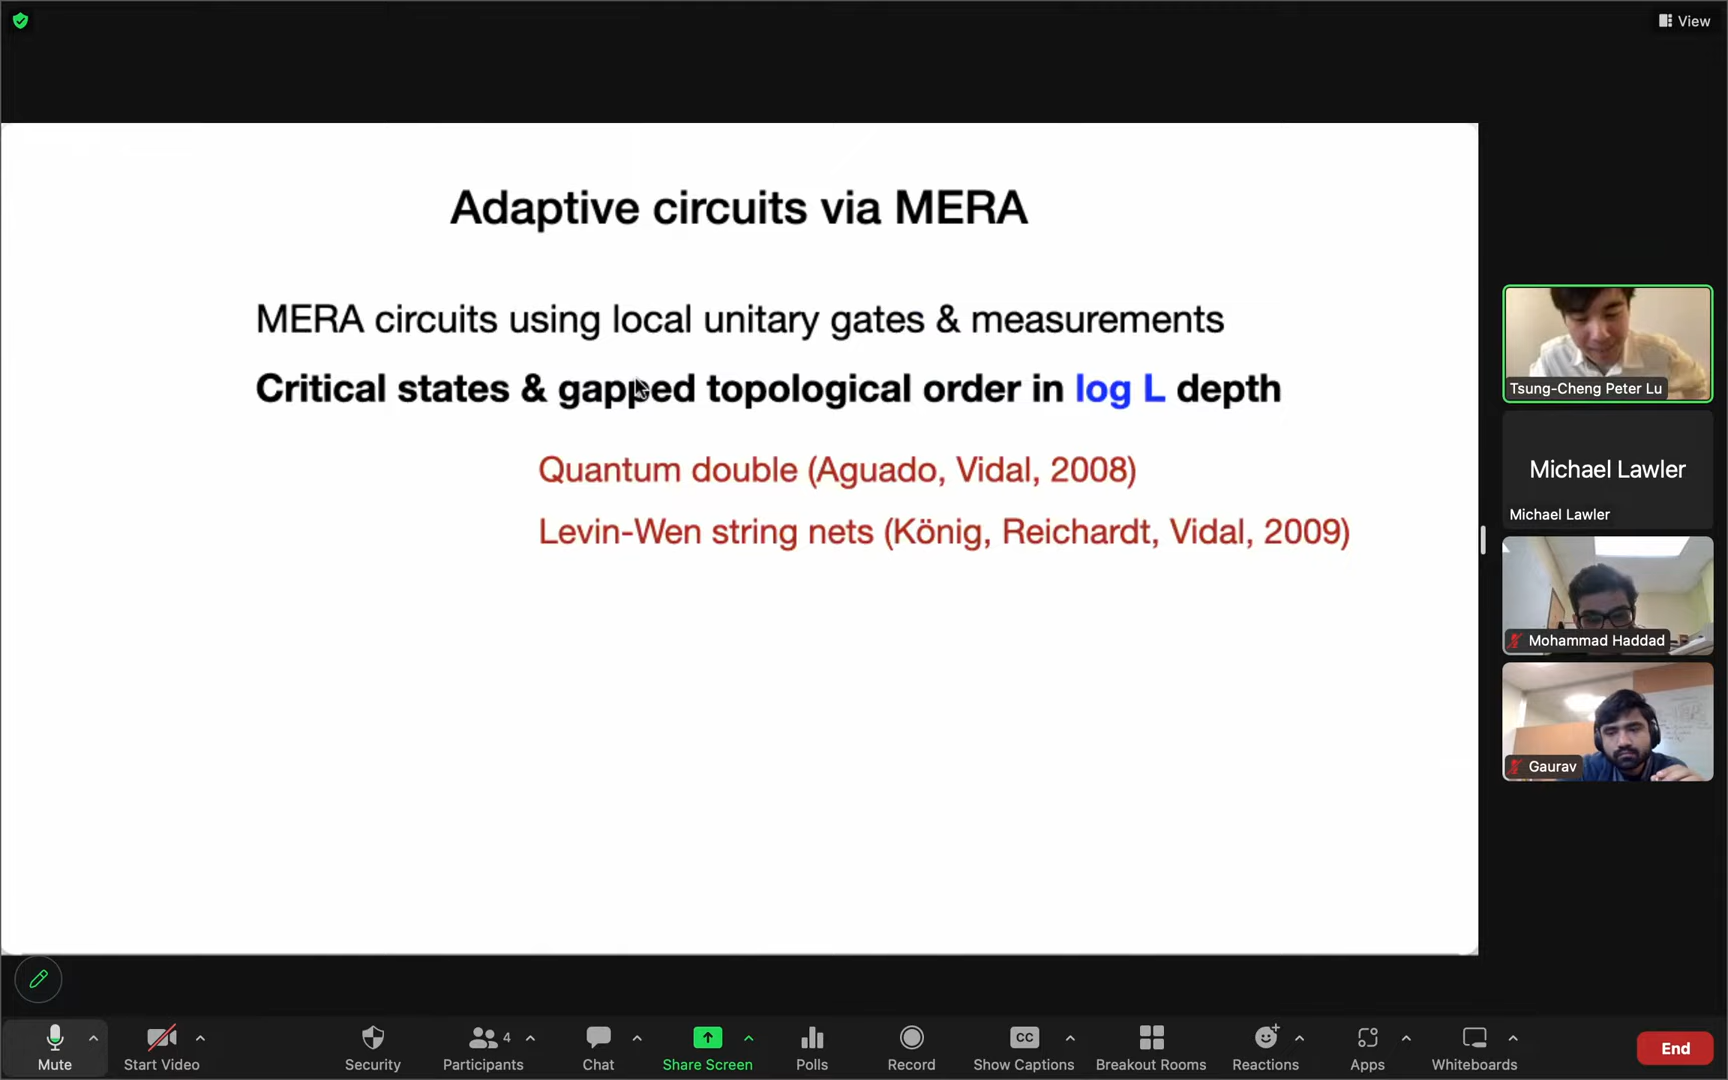 View
Adaptive circuits via MERA
MERA circuits using local unitary gates & measurements
Critical states & gapped topological order in log L depth
Quantum double (Aguado, Vidal, 2008)
Levin-Wen string nets (König, Reichardt, Vidal, 2009)
Tsung-Cheng Peter Lu
Michael Lawler
Michael Lawler
Mohammad Haddad
Gaurav
Mute
Start Video
Security
4
Participants
Chat
Share Screen
Polls
Record
CC
Show Captions
Breakout Rooms
Reactions
Apps
Whiteboards
End